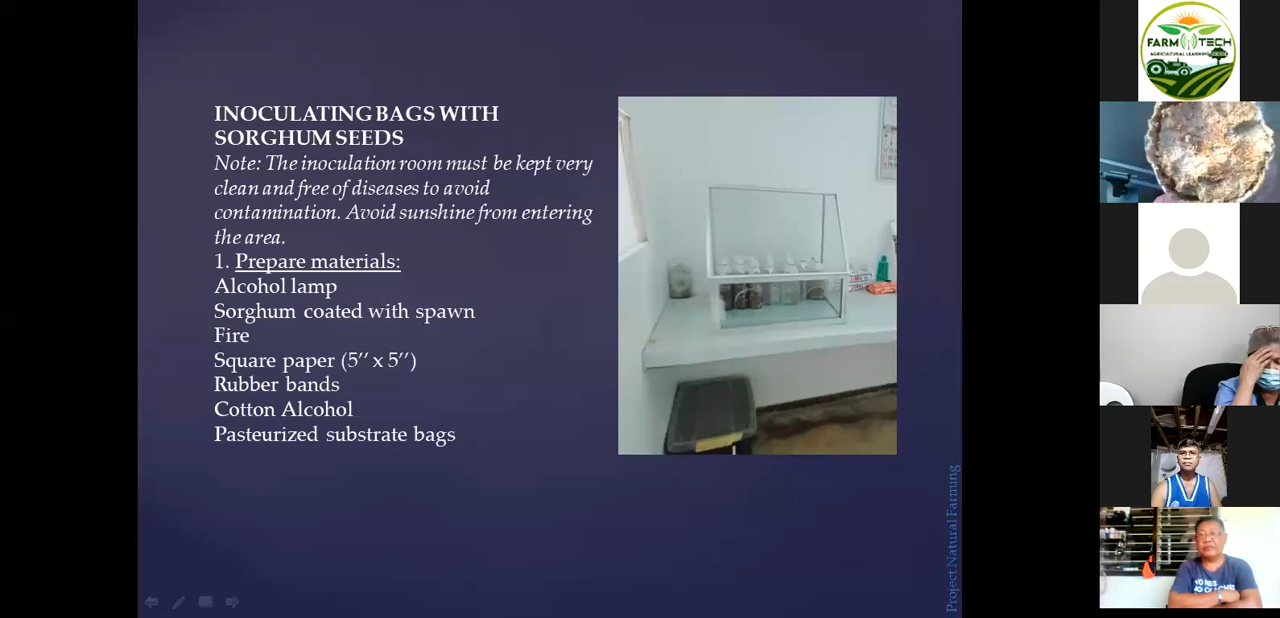 INOCULATING BAGS WITH
SORGHUM SEEDS
Note: The inoculation room must be kept very
clean and free of diseases to avoid
contamination. Avoid sunshine from entering
the area.
1. Prepare materials:
Alcohol lamp
Sorghum coated with spawn
Fire
Square paper (5’’ x 5’’)
Rubber bands
Cotton Alcohol
Pasteurized substrate bags
Project Natural Farming
FARM TECH
AGRICULTURAL LEARNING